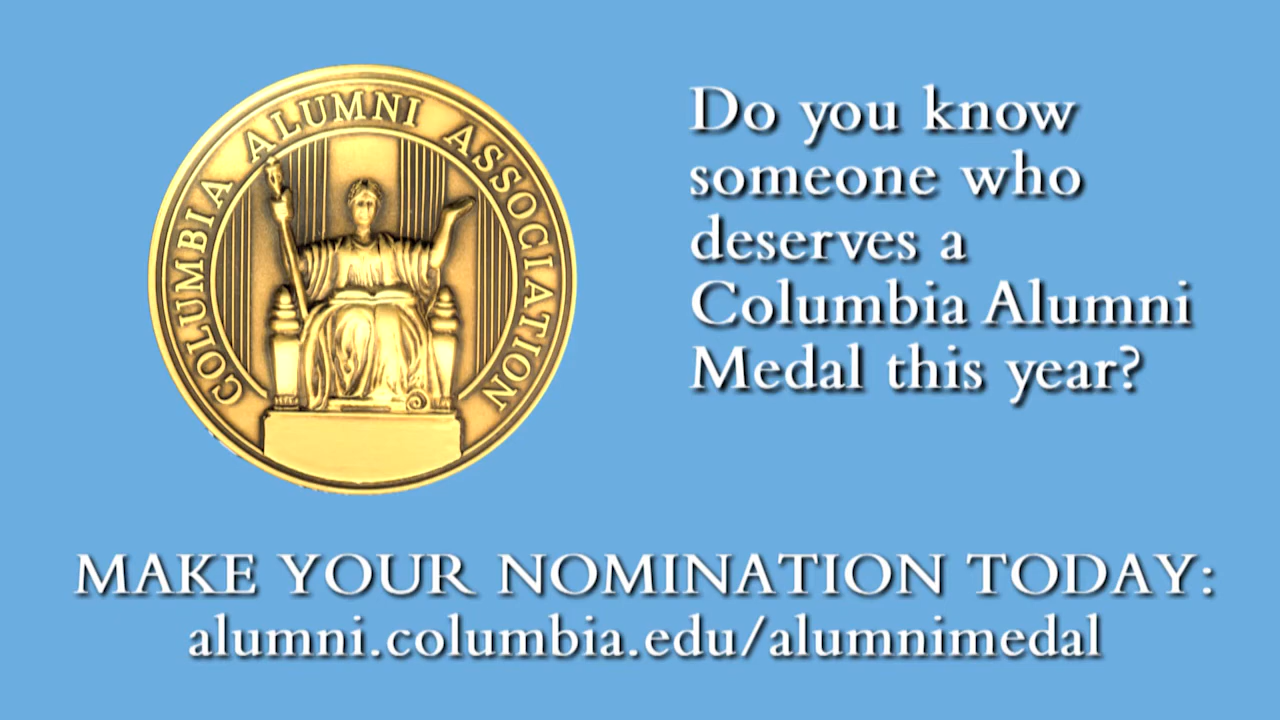 COLUMBIA ALUMNI ASSOCIATION
Do you know
someone who
deserves a
Columbia Alumni
Medal this year?
MAKE YOUR NOMINATION TODAY:
alumni.columbia.edu/alumnimedal